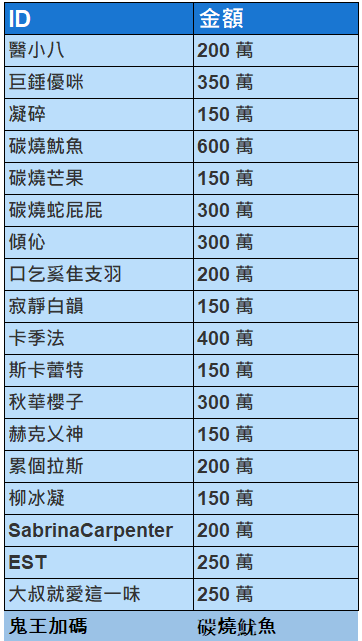 ID 金額
醫小八 200 萬
巨錘優咪 350 萬
凝碎 150 萬
碳燒魷魚 600 萬
碳燒芒果 150 萬
碳燒蛇屁屁 300 萬
傾伈 300 萬
口乞奚隹支羽 200 萬
寂靜白韻 150 萬
卡季法 400 萬
斯卡蕾特 150 萬
秋華櫻子 300 萬
赫克乂神 150 萬
累個拉斯 200 萬
柳冰凝 150 萬
SabrinaCarpenter 200 萬
EST 250 萬
大叔就愛這一味 250 萬
鬼王加碼 碳燒魷魚